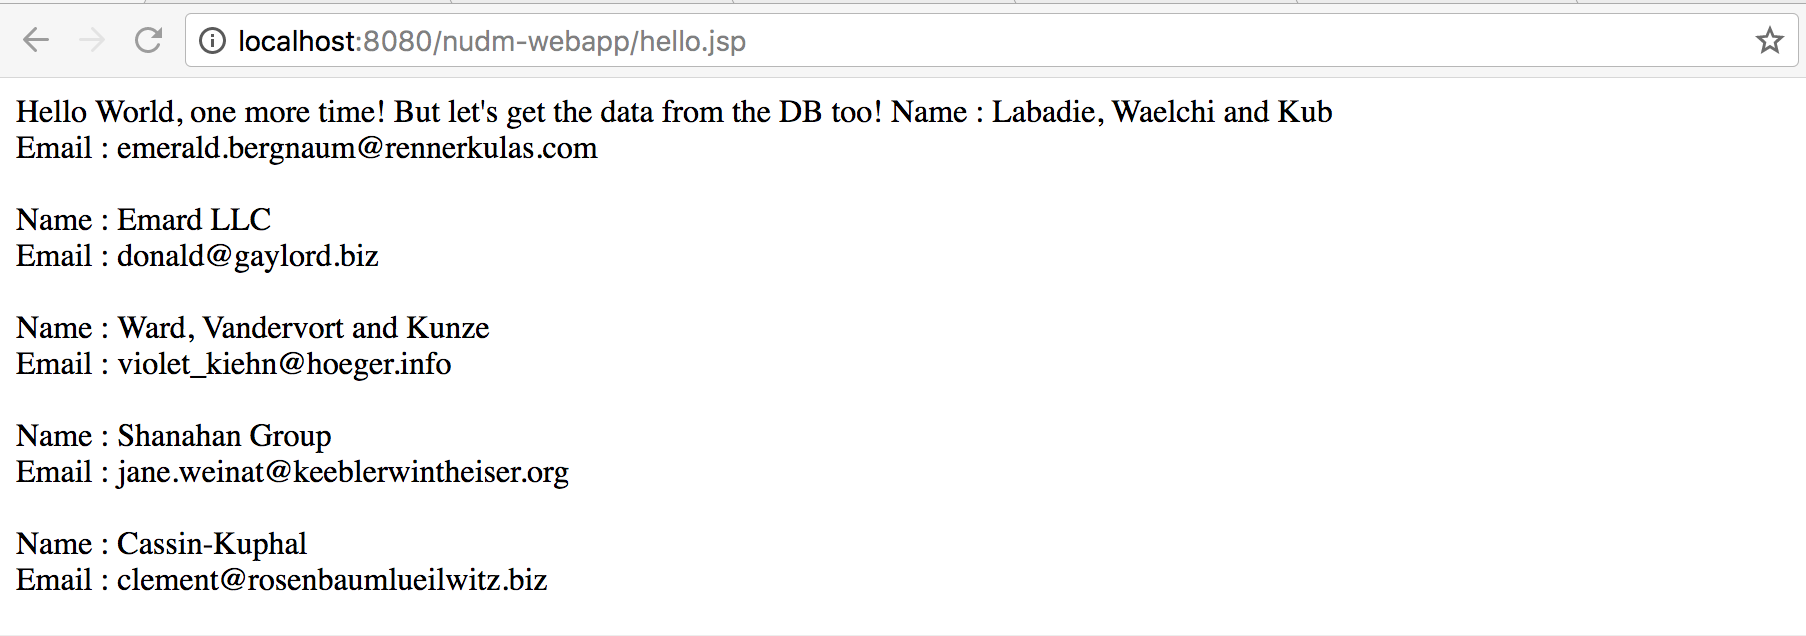 localhost:8080/nudm-webapp/hello.jsp
Hello World, one more time! But let's get the data from the DB too! Name : Labadie, Waelchi and Kub
Email : emerald.bergnaum@rennerkulas.com
Name : Emard LLC
Email : donald@gaylord.biz
Name : Ward, Vandervort and Kunze
Email : violet_kiehn@hoeger.info
Name : Shanahan Group
Email : jane.weinat@keeblerwintheiser.org
Name : Cassin-Kuphal
Email : clement@rosenbaumlueilwitz.biz